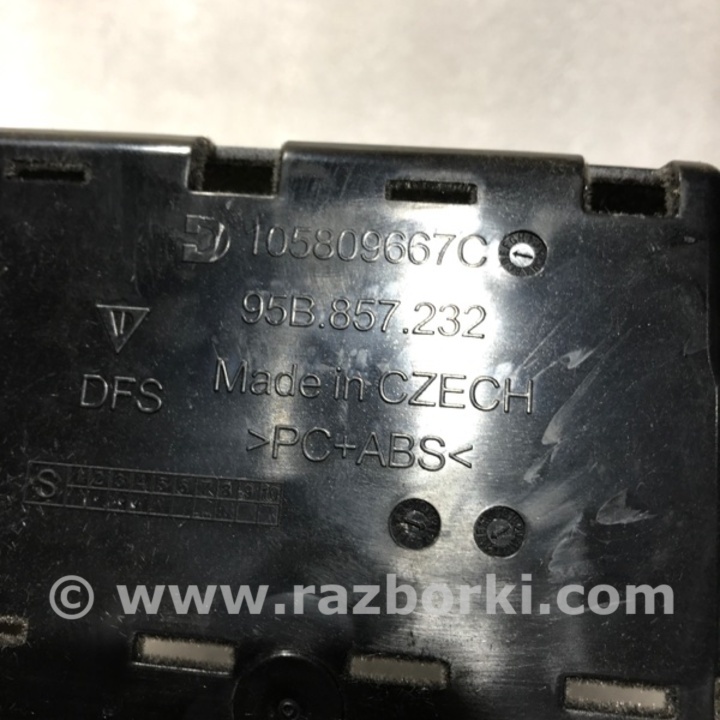 105809667C
95B.857.232
DFS Made in CZECH
>PC+ABS<
S
© www.razborki.com